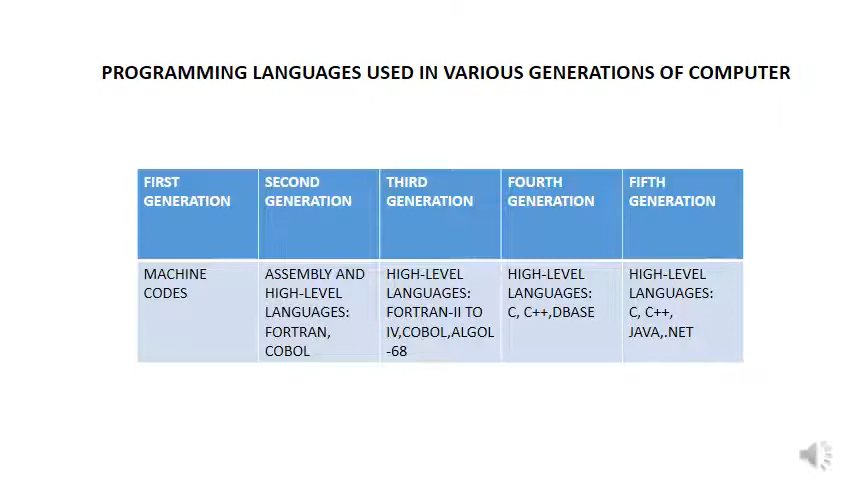 PROGRAMMING LANGUAGES USED IN VARIOUS GENERATIONS OF COMPUTER
FIRST
GENERATION
SECOND
GENERATION
THIRD
GENERATION
FOURTH
GENERATION
FIFTH
GENERATION
MACHINE
CODES
ASSEMBLY AND
HIGH-LEVEL
LANGUAGES:
FORTRAN,
COBOL
HIGH-LEVEL
LANGUAGES:
FORTRAN-II TO
IV,COBOL,ALGOL
-68
HIGH-LEVEL
LANGUAGES:
C, C++,DBASE
HIGH-LEVEL
LANGUAGES:
C, C++,
JAVA,.NET